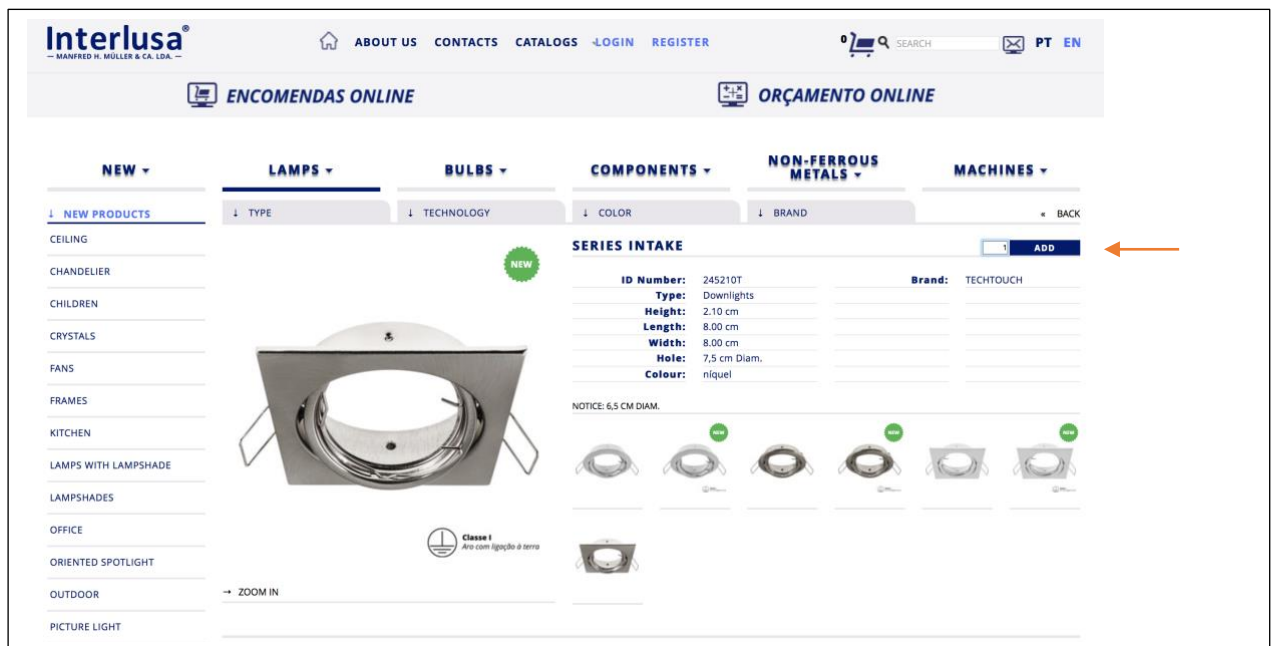 Interlusa®
— MANFRED H. MÜLLER & CA. LDA. —
ABOUT US CONTACTS CATALOGS LOGIN REGISTER
0 SEARCH PT EN
ENCOMENDAS ONLINE
ORÇAMENTO ONLINE
NEW
LAMPS
BULBS
COMPONENTS
NON-FERROUS
METALS
MACHINES
↓ NEW PRODUCTS
↓ TYPE
↓ TECHNOLOGY
↓ COLOR
↓ BRAND
« BACK
CEILING
CHANDELIER
CHILDREN
CRYSTALS
FANS
FRAMES
KITCHEN
LAMPS WITH LAMPSHADE
LAMPSHADES
OFFICE
ORIENTED SPOTLIGHT
OUTDOOR
PICTURE LIGHT
NEW
Classe I
Aro com ligação à terra
→ ZOOM IN
SERIES INTAKE
1 ADD
ID Number: 245210T
Brand: TECHTOUCH
Type: Downlights
Height: 2.10 cm
Length: 8.00 cm
Width: 8.00 cm
Hole: 7,5 cm Diam.
Colour: níquel
NOTICE: 6,5 CM DIAM.
NEW
NEW
NEW